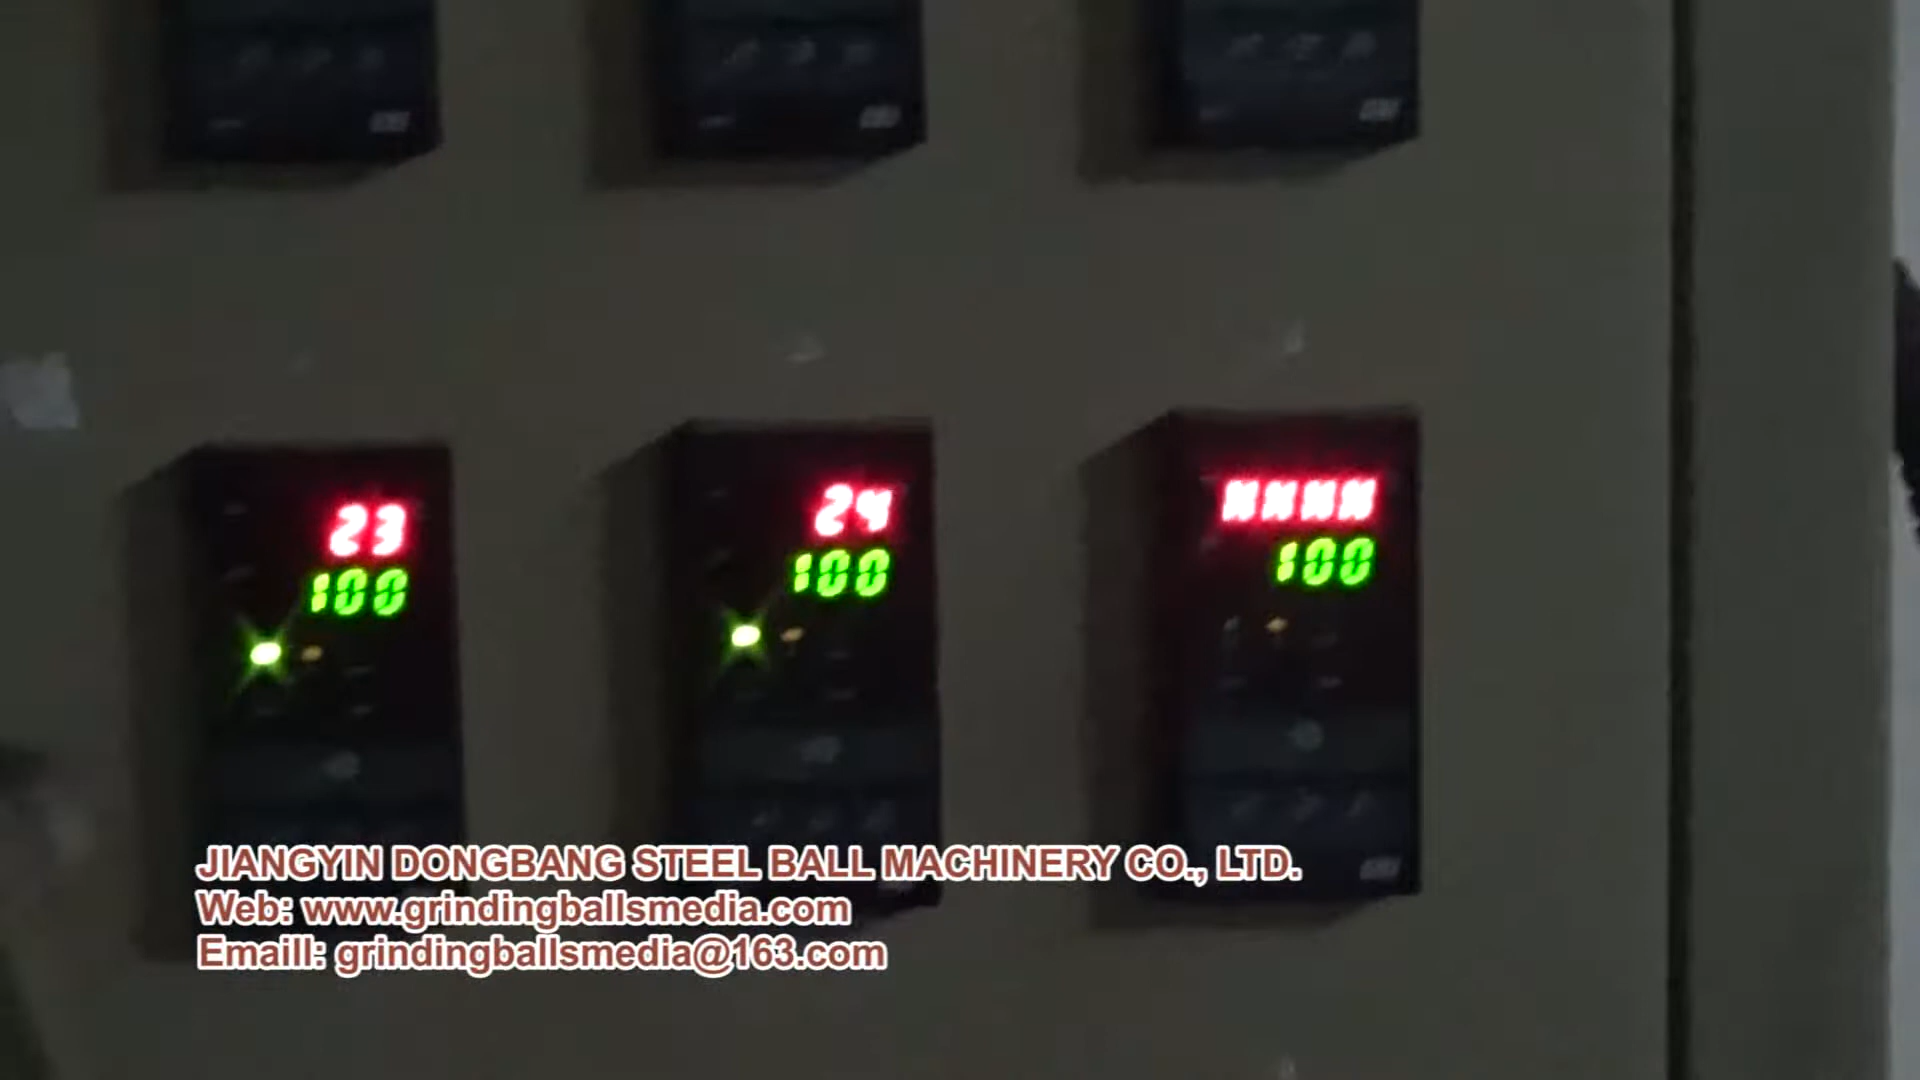 23
100
24
100
100
JIANGYIN DONGBANG STEEL BALL MACHINERY CO., LTD.
Web: www.grindingballsmedia.com
Emaill: grindingballsmedia@163.com